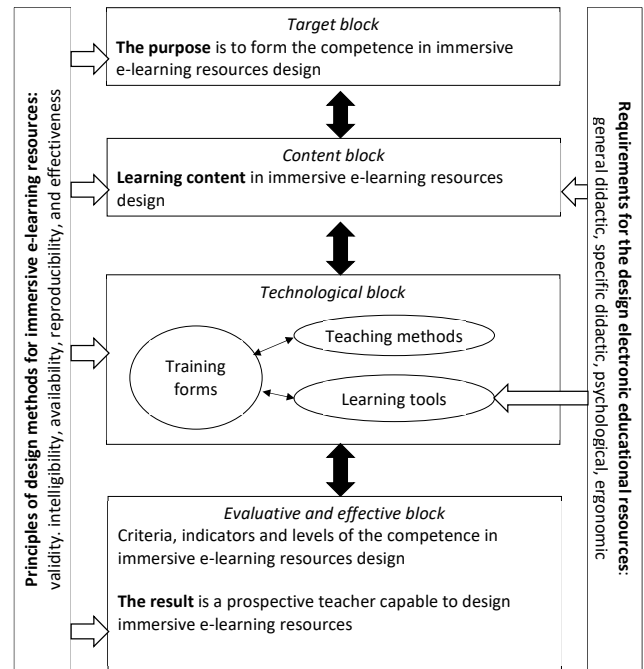 Principles of design methods for immersive e-learning resources:
validity, intelligibility, availability, reproducibility, and effectiveness
Target block
The purpose is to form the competence in immersive
e-learning resources design
Content block
Learning content in immersive e-learning resources
design
Technological block
Training
forms
Teaching methods
Learning tools
Evaluative and effective block
Criteria, indicators and levels of the competence in
immersive e-learning resources design
The result is a prospective teacher capable to design
immersive e-learning resources
Requirements for the design electronic educational resources:
general didactic, specific didactic, psychological, ergonomic